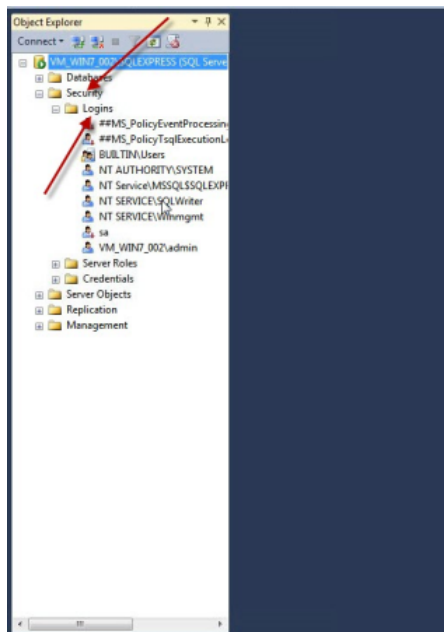 Object Explorer
Connect
VM_WIN7_002\SQLEXPRESS (SQL Serve
Databases
Security
Logins
##MS_PolicyEventProcessin
##MS_PolicyTsqlExecutionL
BUILTIN\Users
NT AUTHORITY\SYSTEM
NT Service\MSSQL$SQLEXPI
NT SERVICE\SQLWriter
NT SERVICE\Winmgmt
sa
VM_WIN7_002\admin
Server Roles
Credentials
Server Objects
Replication
Management